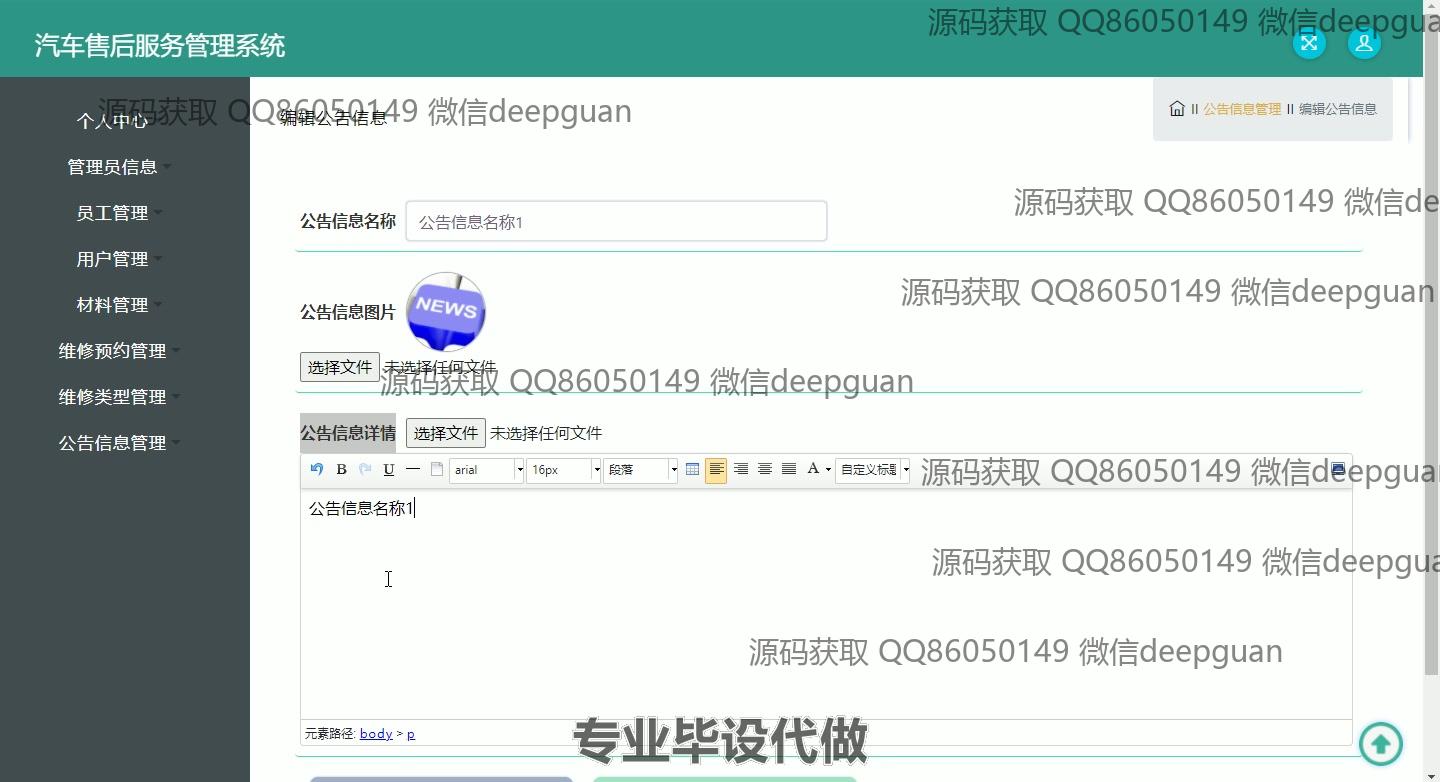 源码获取 QQ86050149 微信deepgua
汽车售后服务管理系统
源码获取 QQ86050149 微信deepguan
个人中心
编辑公告信息
公告信息管理 编辑公告信息
管理员信息
源码获取 QQ86050149 微信de
员工管理
公告信息名称 公告信息名称1
用户管理
源码获取 QQ86050149 微信deepguan
材料管理
公告信息图片
NEWS
维修预约管理
选择文件 未选择任何文件
源码获取 QQ86050149 微信deepguan
维修类型管理
公告信息详情 选择文件 未选择任何文件
公告信息管理
B U arial 16px 段落 A 自定义标题
源码获取 QQ86050149 微信deepgua
公告信息名称1
源码获取 QQ86050149 微信deepgua
源码获取 QQ86050149 微信deepguan
元素路径: body > p
专业毕设代做